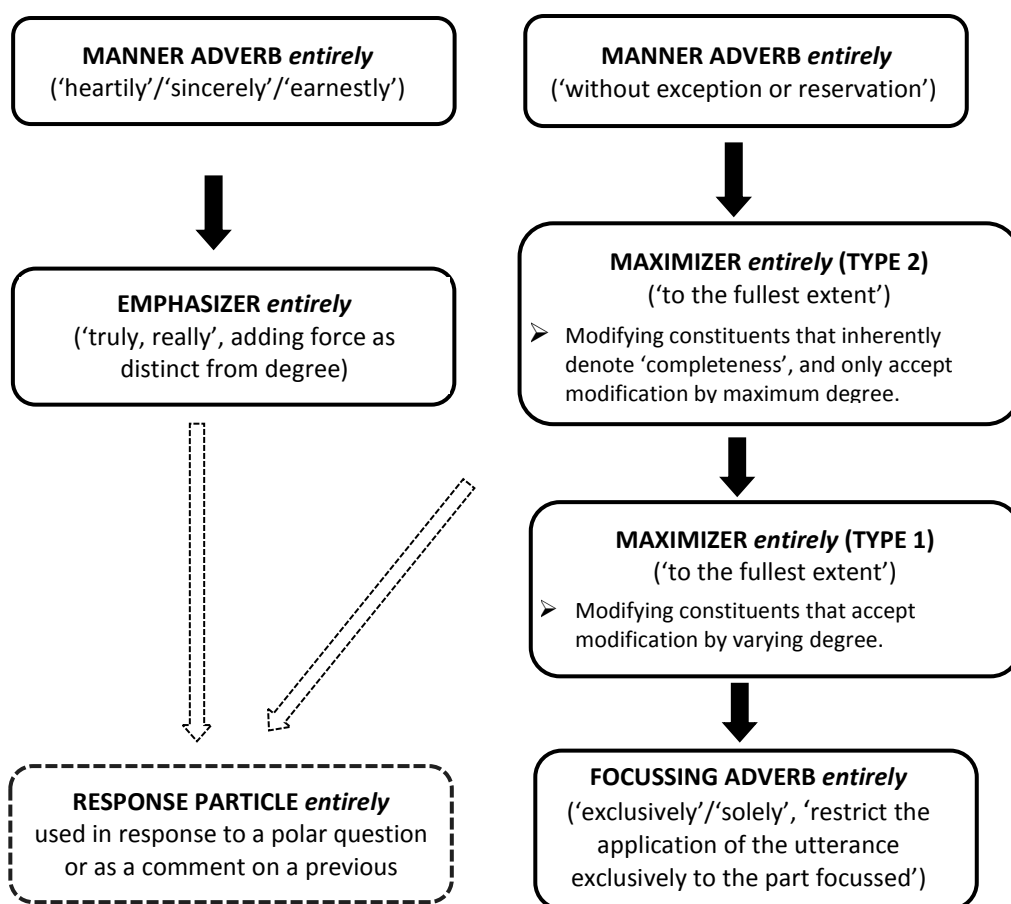 MANNER ADVERB entirely
(‘heartily’/‘sincerely’/‘earnestly’)
MANNER ADVERB entirely
(‘without exception or reservation’)
EMPHASIZER entirely
(‘truly, really’, adding force as
distinct from degree)
MAXIMIZER entirely (TYPE 2)
(‘to the fullest extent’)
➢ Modifying constituents that inherently
denote ‘completeness’, and only accept
modification by maximum degree.
MAXIMIZER entirely (TYPE 1)
(‘to the fullest extent’)
➢ Modifying constituents that accept
modification by varying degree.
RESPONSE PARTICLE entirely
used in response to a polar question
or as a comment on a previous
FOCUSSING ADVERB entirely
(‘exclusively’/‘solely’, ‘restrict the
application of the utterance
exclusively to the part focussed’)